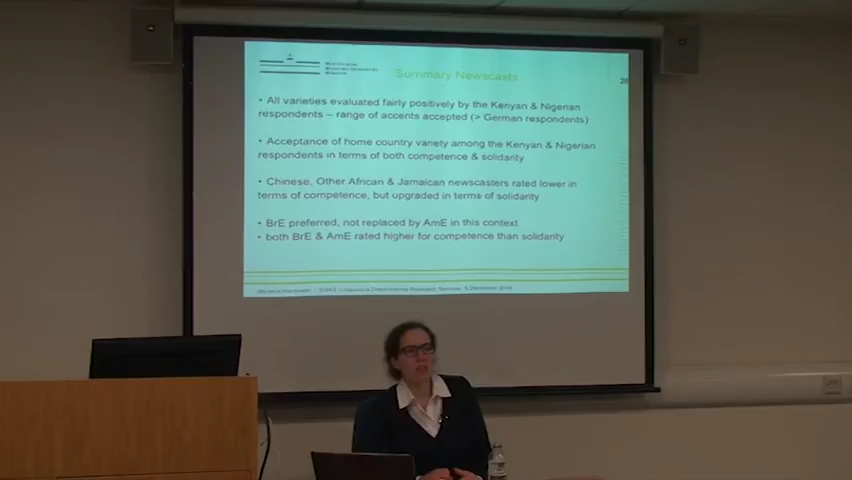 Summary Newscasts
26
• All varieties evaluated fairly positively by the Kenyan & Nigerian
respondents – range of accents accepted (> German respondents)
• Acceptance of home country variety among the Kenyan & Nigerian
respondents in terms of both competence & solidarity
• Chinese, Other African & Jamaican newscasters rated lower in
terms of competence, but upgraded in terms of solidarity
• BrE preferred, not replaced by AmE in this context
• both BrE & AmE rated higher for competence than solidarity